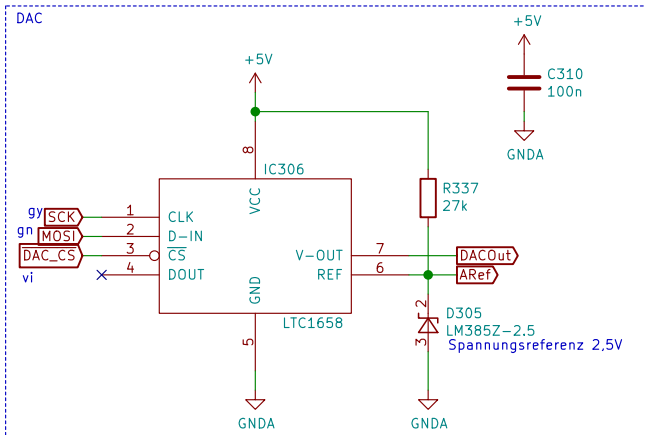 DAC
+5V
C310
100n
GNDA
+5V
8
IC306
VCC
R337
27k
gy
SCK
1
CLK
gn
MOSI
2
D-IN
DAC_CS
3
CS
vi
4
DOUT
V-OUT
7
DACOut
REF
6
ARef
GND
LTC1658
5
2
D305
LM385Z-2.5
3
Spannungsreferenz 2,5V
GNDA
GNDA